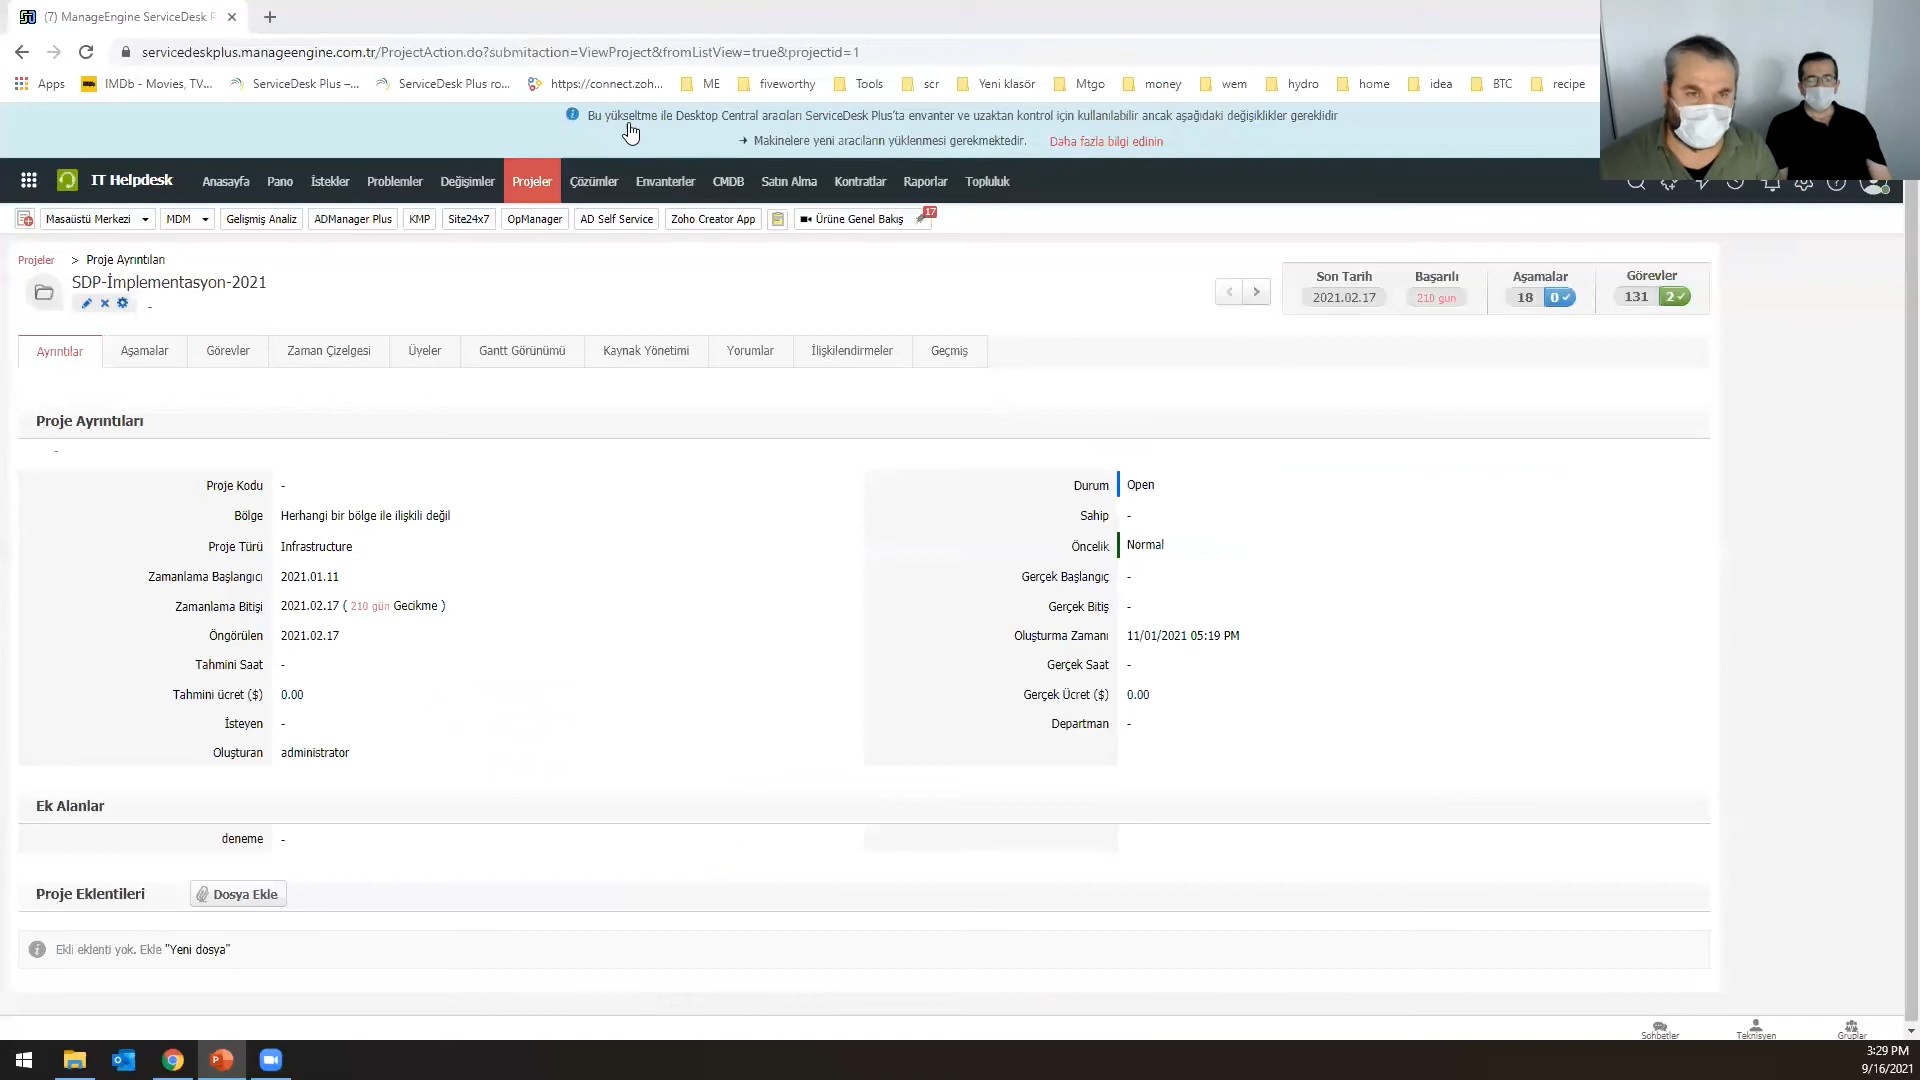 (7) ManageEngine ServiceDesk P
servicedeskplus.manageengine.com.tr/ProjectAction.do?submitaction=ViewProject&fromListView=true&projectid=1
Apps IMDb - Movies, TV... ServiceDesk Plus –... ServiceDesk Plus ro... https://connect.zoh... ME fiveworthy Tools scr Yeni klasör Mtgo money wem hydro home idea BTC recipe
Bu yükseltme ile Desktop Central aracıları ServiceDesk Plus'ta envanter ve uzaktan kontrol için kullanılabilir ancak aşağıdaki değişiklikler gereklidir
→ Makinelere yeni aracıların yüklenmesi gerekmektedir. Daha fazla bilgi edinin
IT Helpdesk Anasayfa Pano İstekler Problemler Değişimler Projeler Çözümler Envanterler CMDB Satın Alma Kontratlar Raporlar Topluluk
Masaüstü Merkezi MDM Gelişmiş Analiz ADManager Plus KMP Site24x7 OpManager AD Self Service Zoho Creator App Ürüne Genel Bakış 17
Projeler > Proje Ayrıntıları
SDP-İmplementasyon-2021
-
Son Tarih Başarılı Aşamalar Görevler
2021.02.17 210 gun 18 0 131 2
Ayrıntılar Aşamalar Görevler Zaman Çizelgesi Üyeler Gantt Görünümü Kaynak Yönetimi Yorumlar İlişkilendirmeler Geçmiş
Proje Ayrıntıları
-
Proje Kodu - Durum Open
Bölge Herhangi bir bölge ile ilişkili değil Sahip -
Proje Türü Infrastructure Öncelik Normal
Zamanlama Başlangıcı 2021.01.11 Gerçek Başlangıç -
Zamanlama Bitişi 2021.02.17 ( 210 gün Gecikme ) Gerçek Bitiş -
Öngörülen 2021.02.17 Oluşturma Zamanı 11/01/2021 05:19 PM
Tahmini Saat - Gerçek Saat -
Tahmini ücret ($) 0.00 Gerçek Ücret ($) 0.00
İsteyen - Departman -
Oluşturan administrator
Ek Alanlar
deneme -
Proje Eklentileri Dosya Ekle
Ekli eklenti yok. Ekle "Yeni dosya"
Sohbetler Teknisyen Gruplar
3:29 PM
9/16/2021